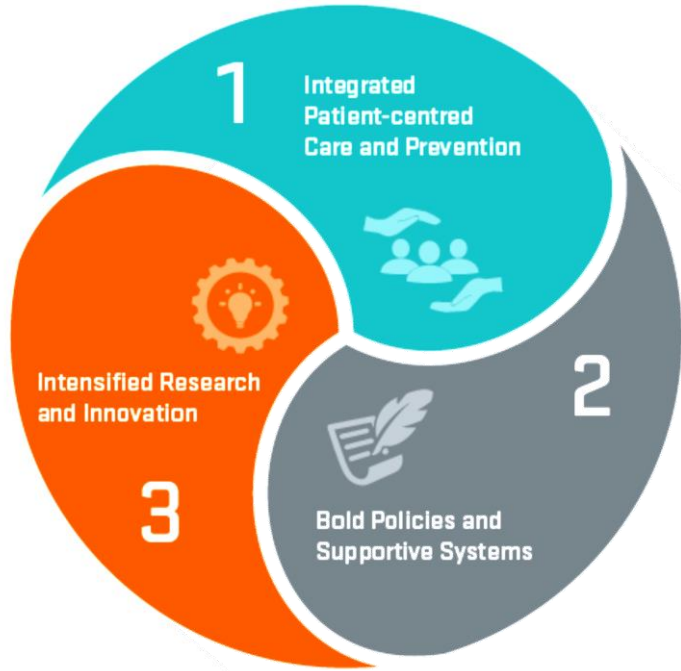 1
Integrated
Patient-centred
Care and Prevention
2
Bold Policies and
Supportive Systems
3
Intensified Research
and Innovation